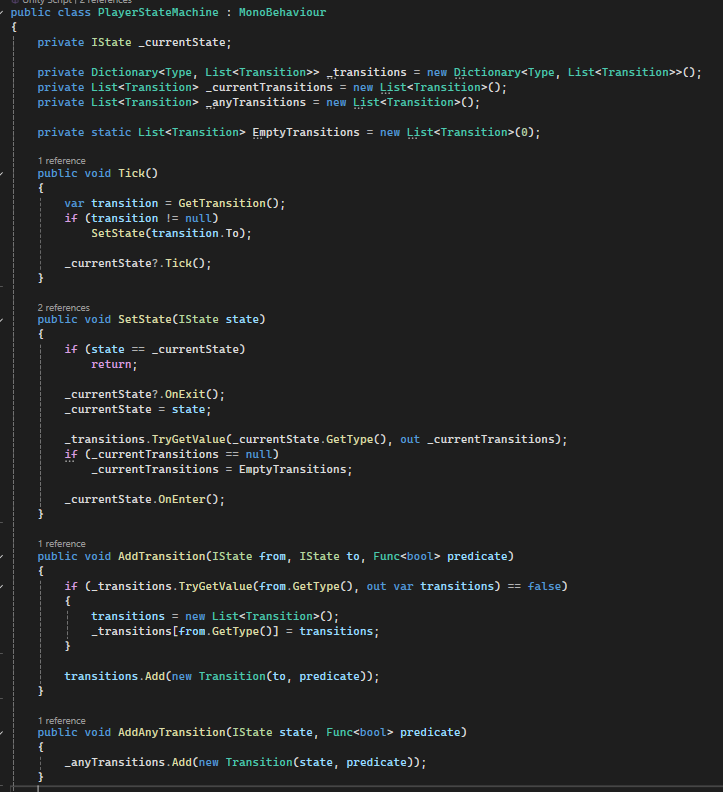 Unity Script | 2 references
public class PlayerStateMachine : MonoBehaviour
{
    private IState _currentState;

    private Dictionary<Type, List<Transition>> _transitions = new Dictionary<Type, List<Transition>>();
    private List<Transition> _currentTransitions = new List<Transition>();
    private List<Transition> _anyTransitions = new List<Transition>();

    private static List<Transition> EmptyTransitions = new List<Transition>(0);

    1 reference
    public void Tick()
    {
        var transition = GetTransition();
        if (transition != null)
            SetState(transition.To);

        _currentState?.Tick();
    }

    2 references
    public void SetState(IState state)
    {
        if (state == _currentState)
            return;

        _currentState?.OnExit();
        _currentState = state;

        _transitions.TryGetValue(_currentState.GetType(), out _currentTransitions);
        if (_currentTransitions == null)
            _currentTransitions = EmptyTransitions;

        _currentState.OnEnter();
    }

    1 reference
    public void AddTransition(IState from, IState to, Func<bool> predicate)
    {
        if (_transitions.TryGetValue(from.GetType(), out var transitions) == false)
        {
            transitions = new List<Transition>();
            _transitions[from.GetType()] = transitions;
        }

        transitions.Add(new Transition(to, predicate));
    }

    1 reference
    public void AddAnyTransition(IState state, Func<bool> predicate)
    {
        _anyTransitions.Add(new Transition(state, predicate));
    }